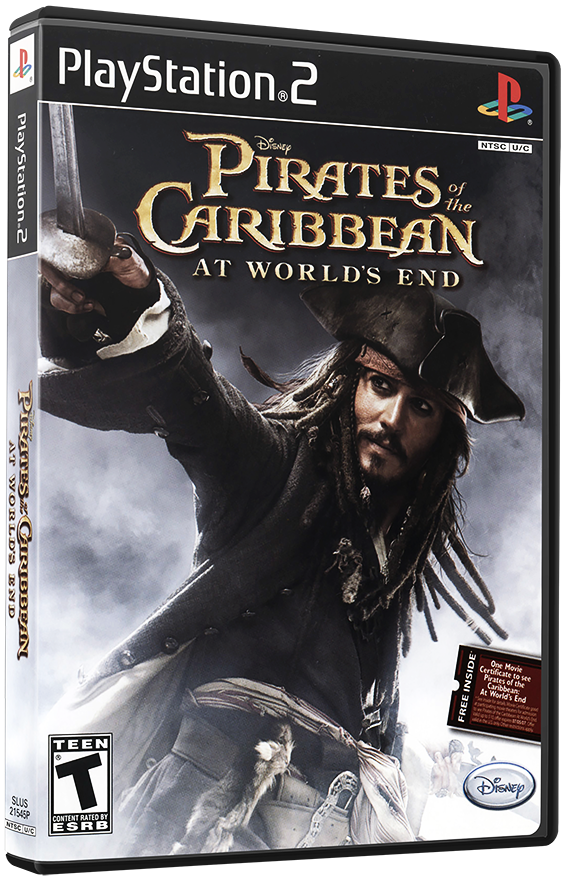 PlayStation®2
NTSC U/C
Disney
PIRATES of the
CARIBBEAN
AT WORLD'S END
PlayStation®2
Disney
PIRATES of the CARIBBEAN
AT WORLD'S END
SLUS
21545P
NTSC U/C
FREE INSIDE
One Movie
Certificate to see
Pirates of the
Caribbean:
At World's End
TEEN
T
CONTENT RATED BY
ESRB
Disney